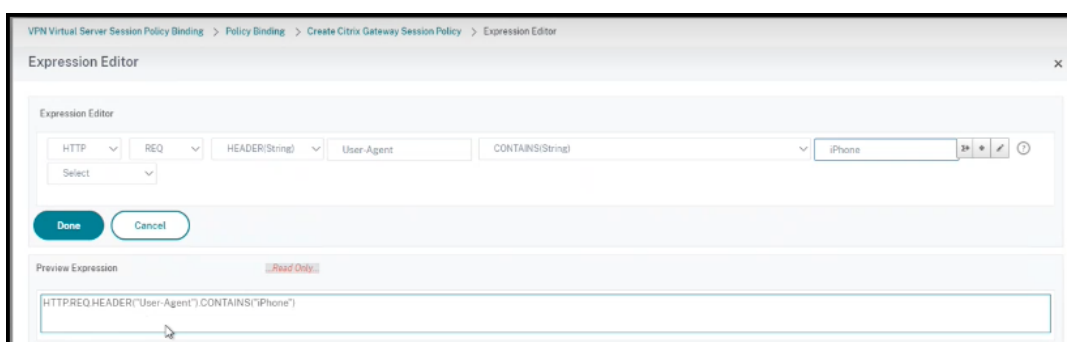 VPN Virtual Server Session Policy Binding > Policy Binding > Create Citrix Gateway Session Policy > Expression Editor
Expression Editor
Expression Editor
HTTP REQ HEADER(String) User-Agent CONTAINS(String) iPhone
Select
Done Cancel
Preview Expression ...Read Only...
HTTP.REQ.HEADER("User-Agent").CONTAINS("iPhone")